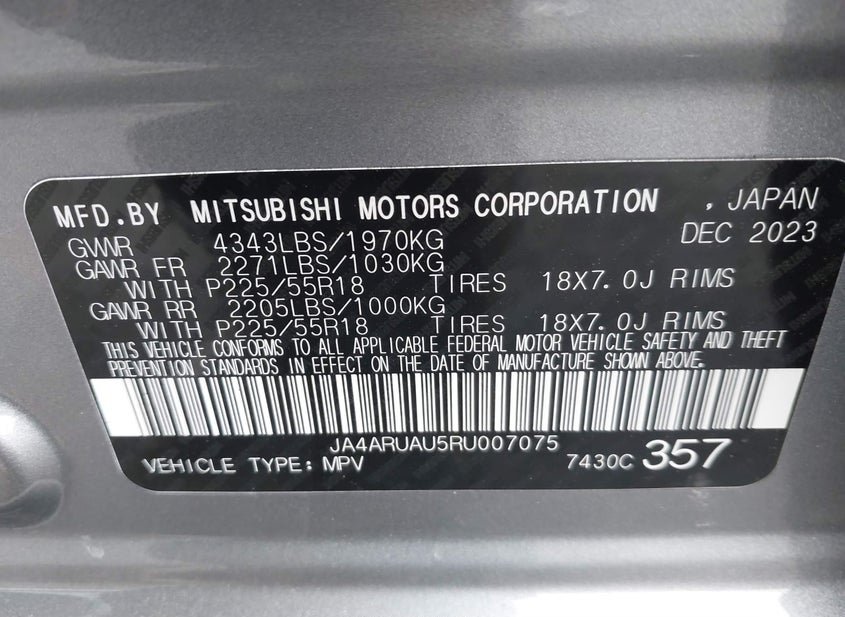 MFD.BY MITSUBISHI MOTORS CORPORATION , JAPAN
GVWR 4343LBS/1970KG DEC 2023
GAWR FR 2271LBS/1030KG
WITH P225/55R18 TIRES 18X7.0J RIMS
GAWR RR 2205LBS/1000KG
WITH P225/55R18 TIRES 18X7.0J RIMS
THIS VEHICLE CONFORMS TO ALL APPLICABLE FEDERAL MOTOR VEHICLE SAFETY AND THEFT
PREVENTION STANDARDS IN EFFECT ON THE DATE OF MANUFACTURE SHOWN ABOVE.
JA4ARUAU5RU007075
VEHICLE TYPE: MPV 7430C 357